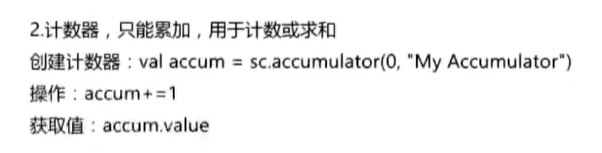 2.计数器，只能累加，用于计数或求和
创建计数器：val accum = sc.accumulator(0, "My Accumulator")
操作：accum+=1
获取值：accum.value